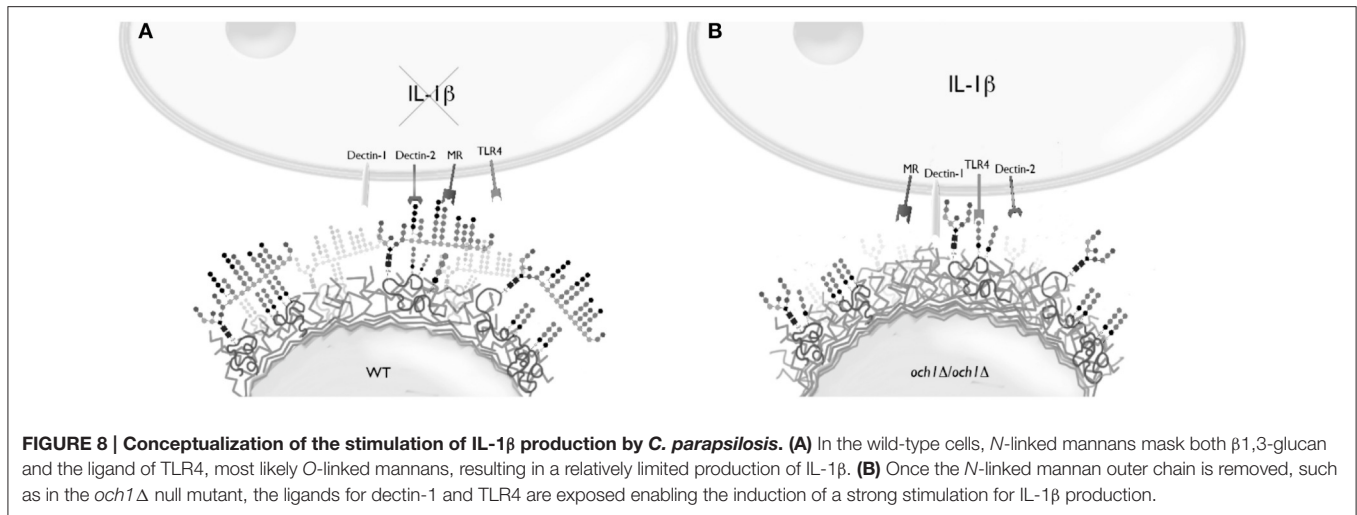 A
IL-1β
Dectin-1 Dectin-2 MR TLR4
WT
B
IL-1β
MR Dectin-1 TLR4 Dectin-2
och1Δ/och1Δ
FIGURE 8 | Conceptualization of the stimulation of IL-1β production by C. parapsilosis. (A) In the wild-type cells, N-linked mannans mask both β1,3-glucan
and the ligand of TLR4, most likely O-linked mannans, resulting in a relatively limited production of IL-1β. (B) Once the N-linked mannan outer chain is removed, such
as in the och1Δ null mutant, the ligands for dectin-1 and TLR4 are exposed enabling the induction of a strong stimulation for IL-1β production.